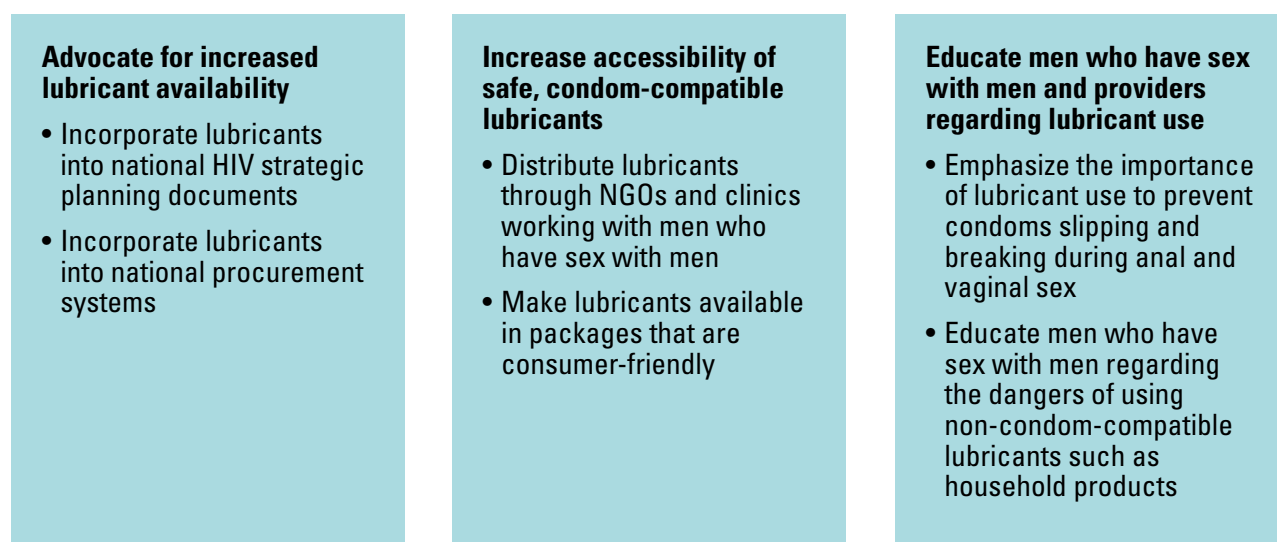 Advocate for increased
lubricant availability
• Incorporate lubricants
into national HIV strategic
planning documents
• Incorporate lubricants
into national procurement
systems
Increase accessibility of
safe, condom-compatible
lubricants
• Distribute lubricants
through NGOs and clinics
working with men who
have sex with men
• Make lubricants available
in packages that are
consumer-friendly
Educate men who have sex
with men and providers
regarding lubricant use
• Emphasize the importance
of lubricant use to prevent
condoms slipping and
breaking during anal and
vaginal sex
• Educate men who have
sex with men regarding
the dangers of using
non-condom-compatible
lubricants such as
household products